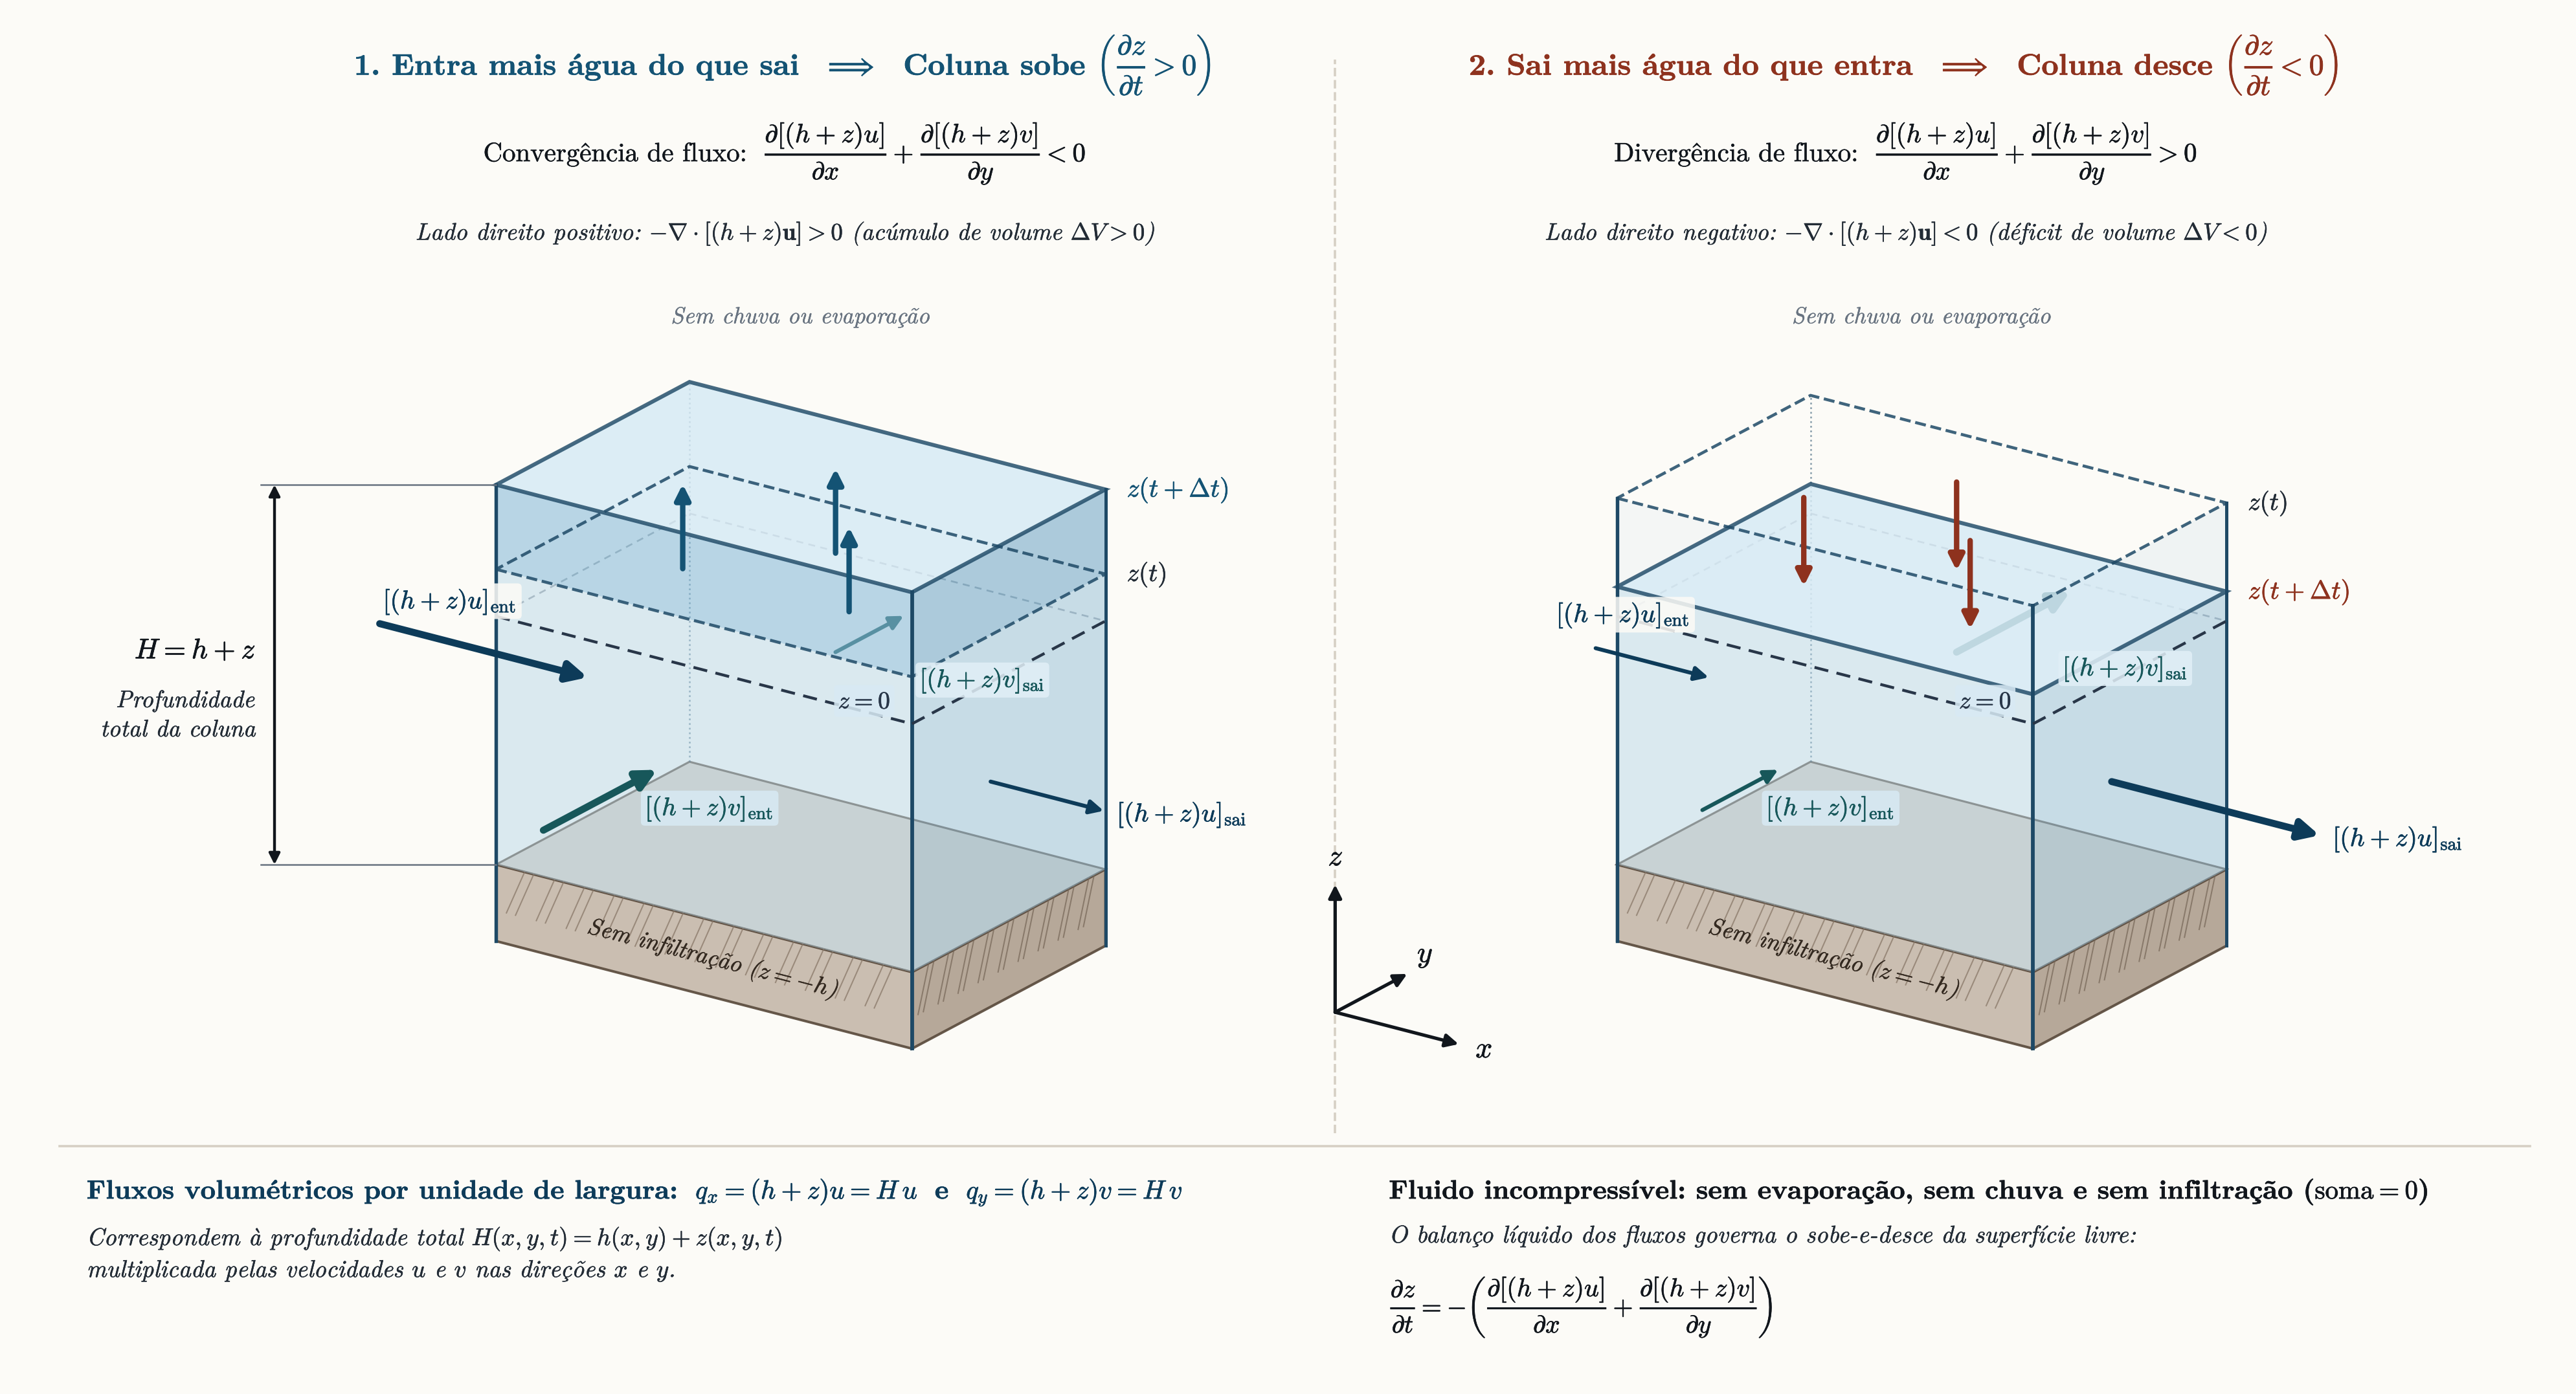 1. Entra mais água do que sai ⟹ Coluna sobe (∂z/∂t > 0)
Convergência de fluxo: ∂[(h + z)u]/∂x + ∂[(h + z)v]/∂y < 0
Lado direito positivo: −∇ · [(h + z)u] > 0 (acúmulo de volume ΔV > 0)
Sem chuva ou evaporação
z(t + Δt)
z(t)
[(h + z)u]ent
H = h + z
Profundidade
total da coluna
[(h + z)v]sai
z = 0
[(h + z)v]ent
[(h + z)u]sai
Sem infiltração (z = −h)
z
y
x
2. Sai mais água do que entra ⟹ Coluna desce (∂z/∂t < 0)
Divergência de fluxo: ∂[(h + z)u]/∂x + ∂[(h + z)v]/∂y > 0
Lado direito negativo: −∇ · [(h + z)u] < 0 (déficit de volume ΔV < 0)
Sem chuva ou evaporação
z(t)
z(t + Δt)
[(h + z)u]ent
[(h + z)v]sai
z = 0
[(h + z)v]ent
[(h + z)u]sai
Sem infiltração (z = −h)
Fluxos volumétricos por unidade de largura: qx = (h + z)u = H u e qy = (h + z)v = H v
Correspondem à profundidade total H(x, y, t) = h(x, y) + z(x, y, t)
multiplicada pelas velocidades u e v nas direções x e y.
Fluido incompressível: sem evaporação, sem chuva e sem infiltração (soma = 0)
O balanço líquido dos fluxos governa o sobe-e-desce da superfície livre:
∂z/∂t = −(∂[(h + z)u]/∂x + ∂[(h + z)v]/∂y)